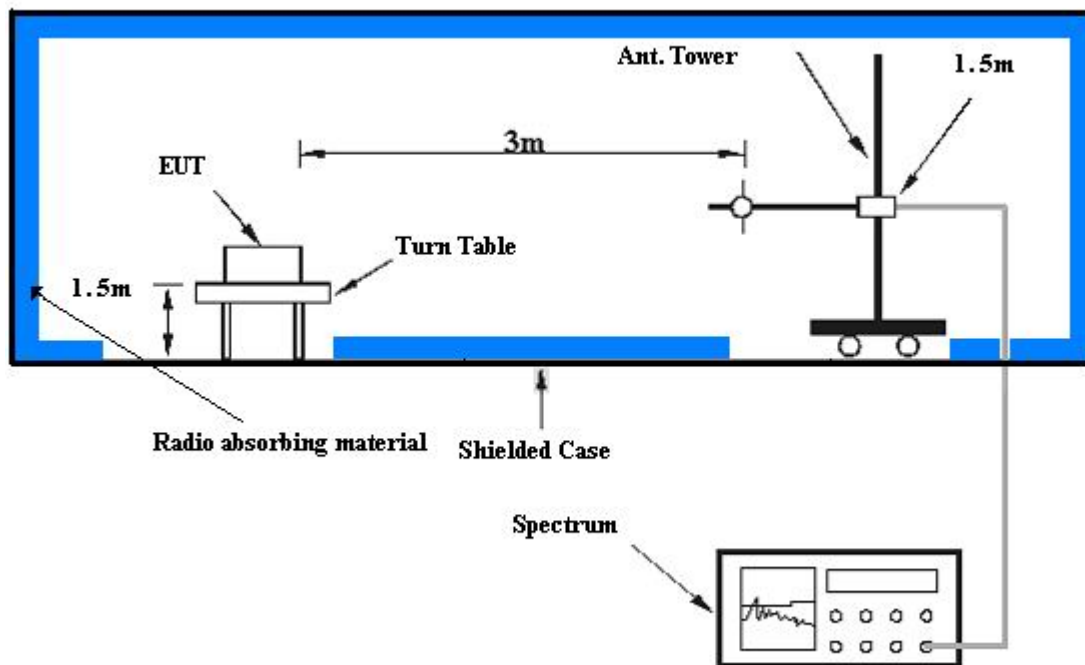 Ant. Tower
1.5m
3m
EUT
Turn Table
1.5m
Radio absorbing material
Shielded Case
Spectrum